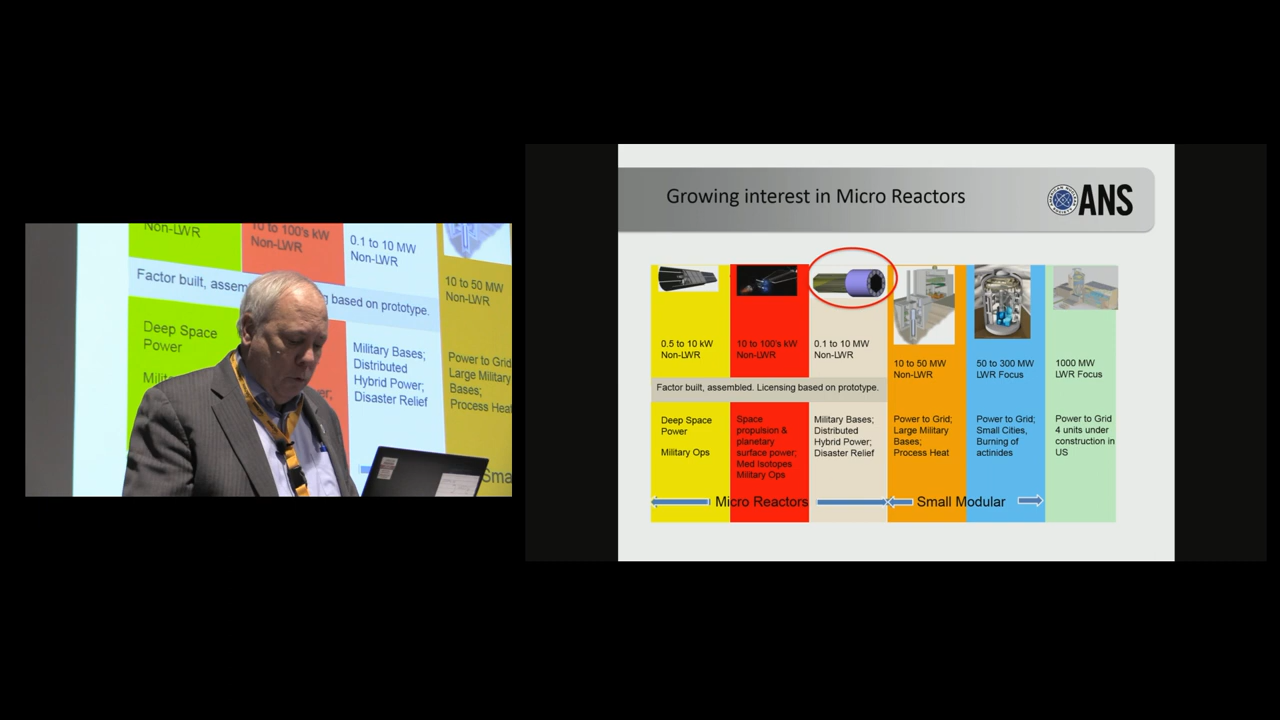 Non-LWR
10 to 100's kW
Non-LWR
0.1 to 10 MW
Non-LWR
10 to 50 MW
Non-LWR
Factor built,
based on prototype.
Deep Space
Power
Military Bases;
Distributed
Hybrid Power;
Disaster Relief
Power to Grid
Large Military
Bases;
Process Heat
Growing interest in Micro Reactors
ANS
0.5 to 10 kW
Non-LWR
10 to 100's kW
Non-LWR
0.1 to 10 MW
Non-LWR
10 to 50 MW
Non-LWR
50 to 300 MW
LWR Focus
1000 MW
LWR Focus
Factor built, assembled. Licensing based on prototype.
Deep Space
Power
Military Ops
Space
propulsion &
planetary
surface power;
Med Isotopes
Military Ops
Military Bases;
Distributed
Hybrid Power;
Disaster Relief
Power to Grid;
Large Military
Bases;
Process Heat
Power to Grid;
Small Cities,
Burning of
actinides
Power to Grid
4 units under
construction in
US
Micro Reactors
Small Modular